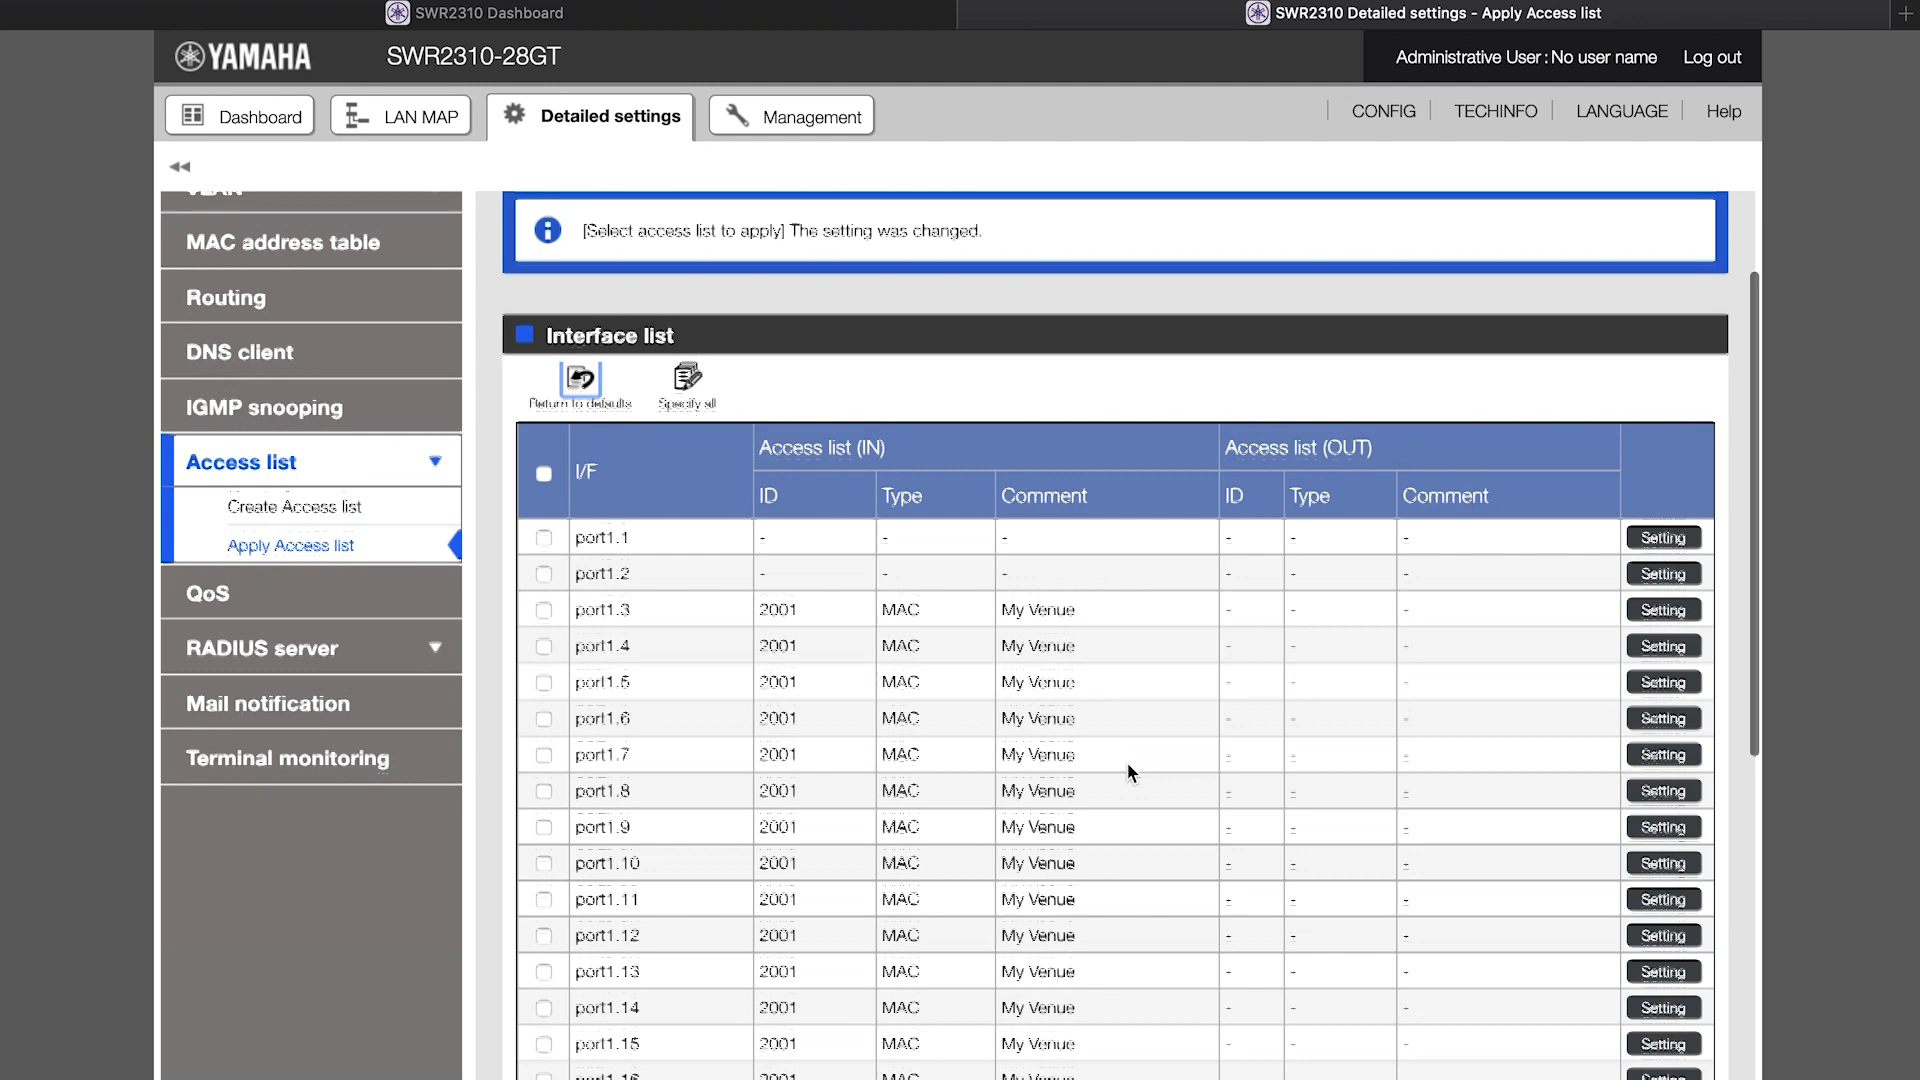 SWR2310 Dashboard
SWR2310 Detailed settings - Apply Access list
YAMAHA
SWR2310-28GT
Administrative User : No user name
Log out
Dashboard
LAN MAP
Detailed settings
Management
CONFIG
TECHINFO
LANGUAGE
Help
MAC address table
Routing
DNS client
IGMP snooping
Access list
Create Access list
Apply Access list
QoS
RADIUS server
Mail notification
Terminal monitoring
[Select access list to apply] The setting was changed.
Interface list
Return to defaults
Specify all
I/F
Access list (IN)
Access list (OUT)
ID Type Comment ID Type Comment
port1.1 - - - - - - Setting
port1.2 - - - - - - Setting
port1.3 2001 MAC My Venue - - - Setting
port1.4 2001 MAC My Venue - - - Setting
port1.5 2001 MAC My Venue - - - Setting
port1.6 2001 MAC My Venue - - - Setting
port1.7 2001 MAC My Venue - - - Setting
port1.8 2001 MAC My Venue - - - Setting
port1.9 2001 MAC My Venue - - - Setting
port1.10 2001 MAC My Venue - - - Setting
port1.11 2001 MAC My Venue - - - Setting
port1.12 2001 MAC My Venue - - - Setting
port1.13 2001 MAC My Venue - - - Setting
port1.14 2001 MAC My Venue - - - Setting
port1.15 2001 MAC My Venue - - - Setting